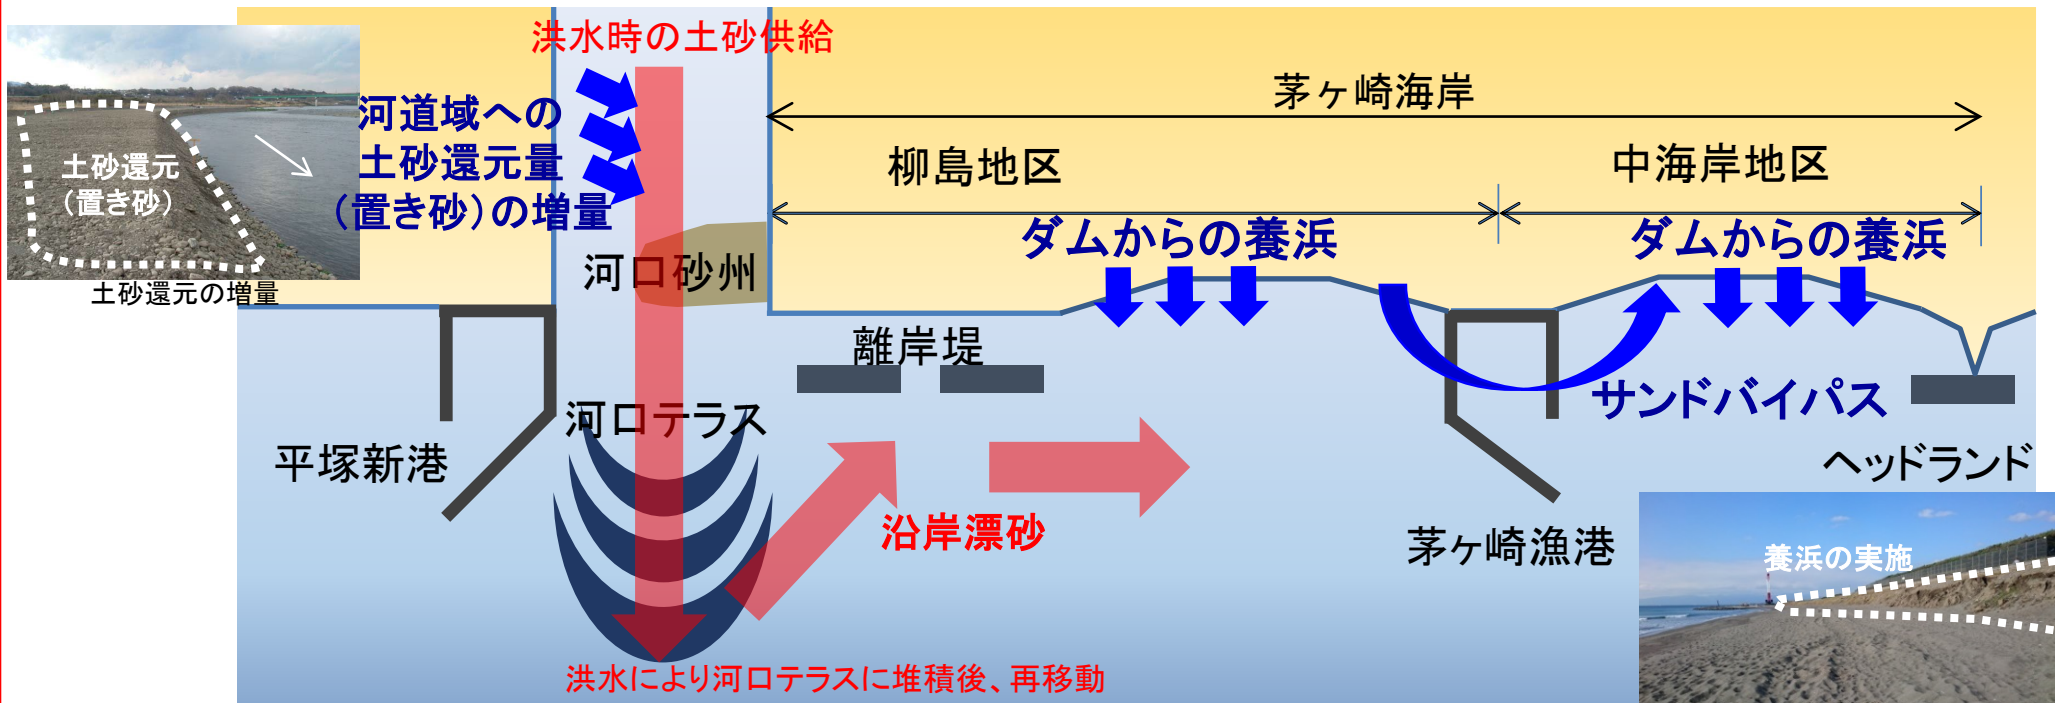 洪水時の土砂供給
河道域への
土砂還元量
(置き砂)の増量
土砂還元
(置き砂)
土砂還元の増量
茅ヶ崎海岸
柳島地区
中海岸地区
ダムからの養浜
ダムからの養浜
河口砂州
離岸堤
サンドバイパス
河口テラス
平塚新港
ヘッドランド
沿岸漂砂
茅ヶ崎漁港
養浜の実施
洪水により河口テラスに堆積後、再移動